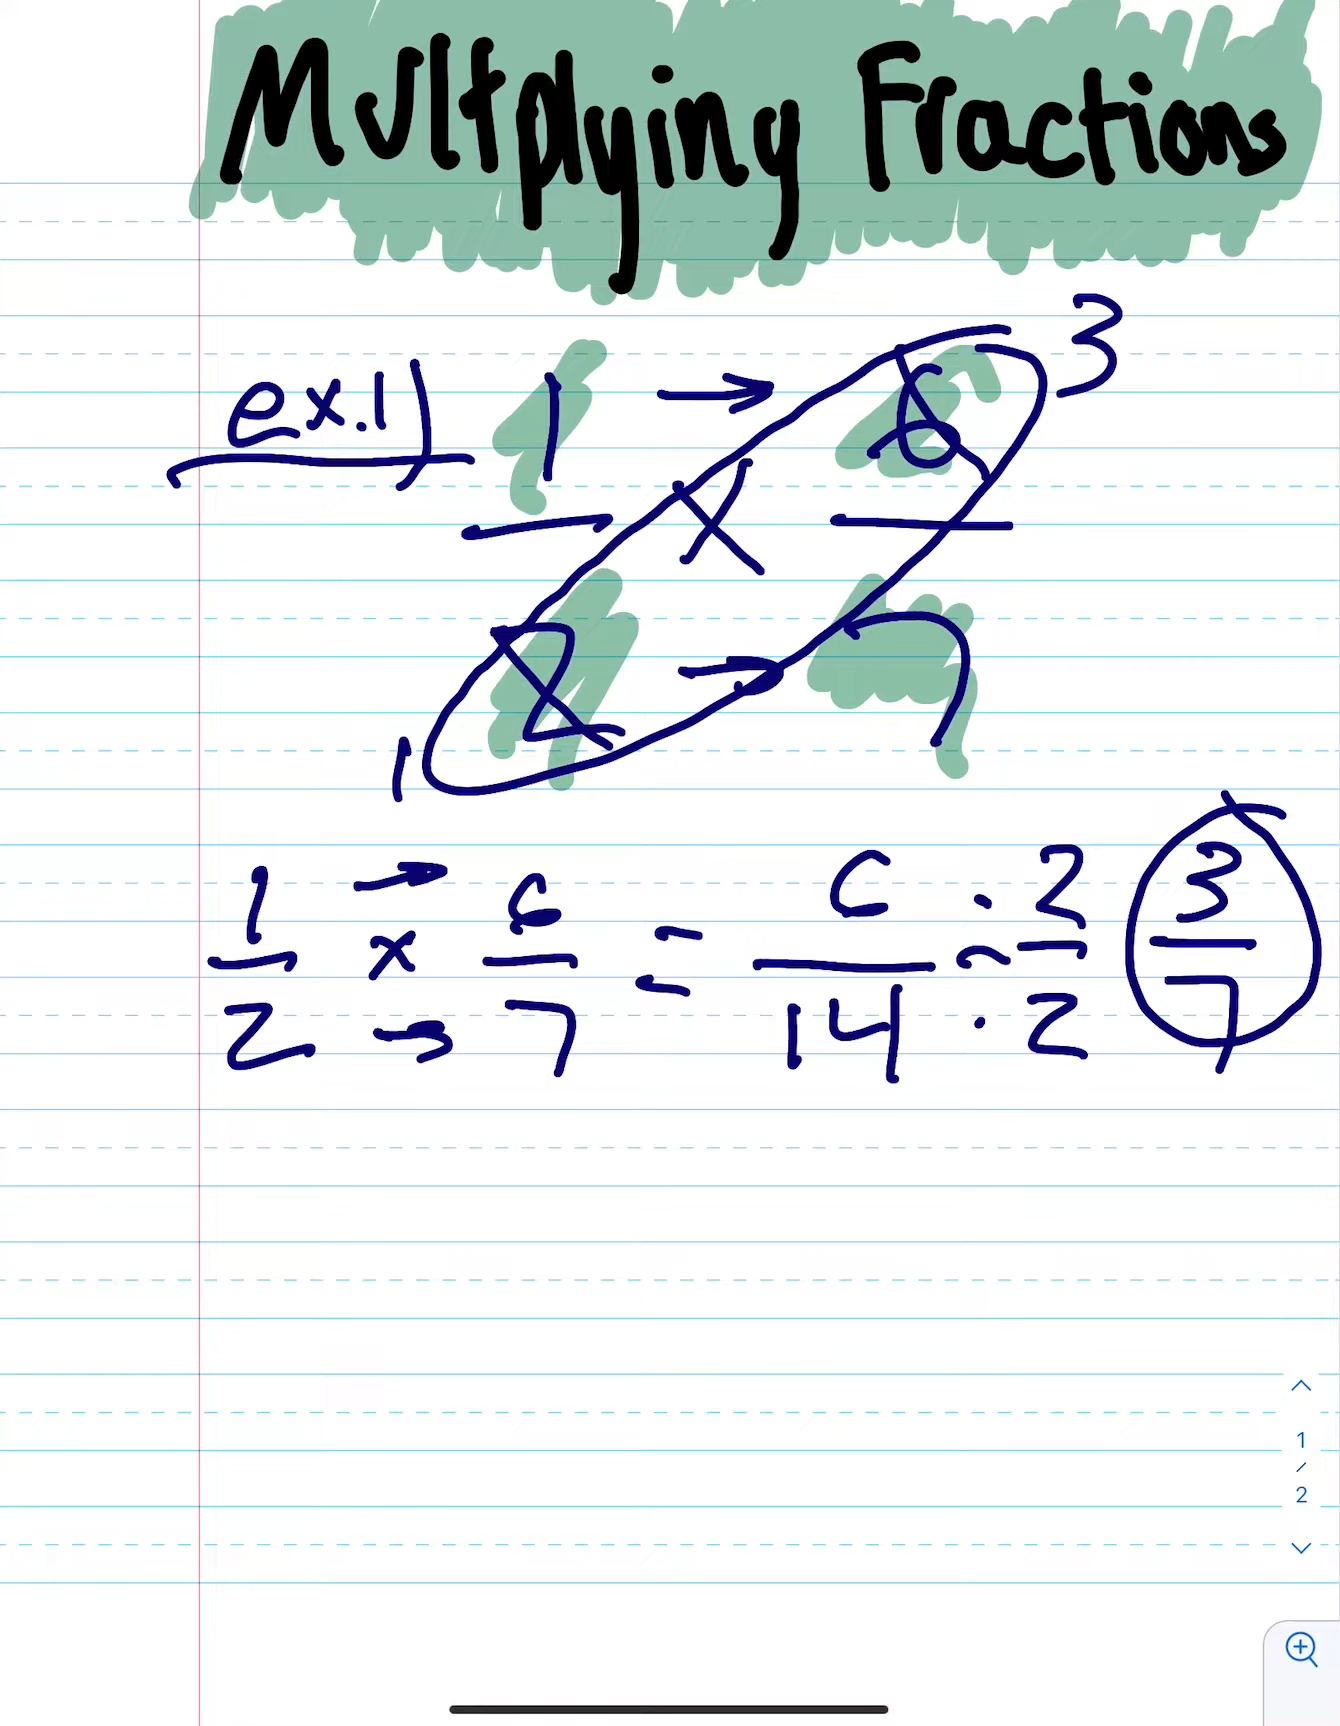 Multplying Fractions
ex.1) 1 → 6 3
x
1 2 → 7
1 → 6 6 ÷ 2 3
x = 
2 → 7 14 ÷ 2 7
1
/
2